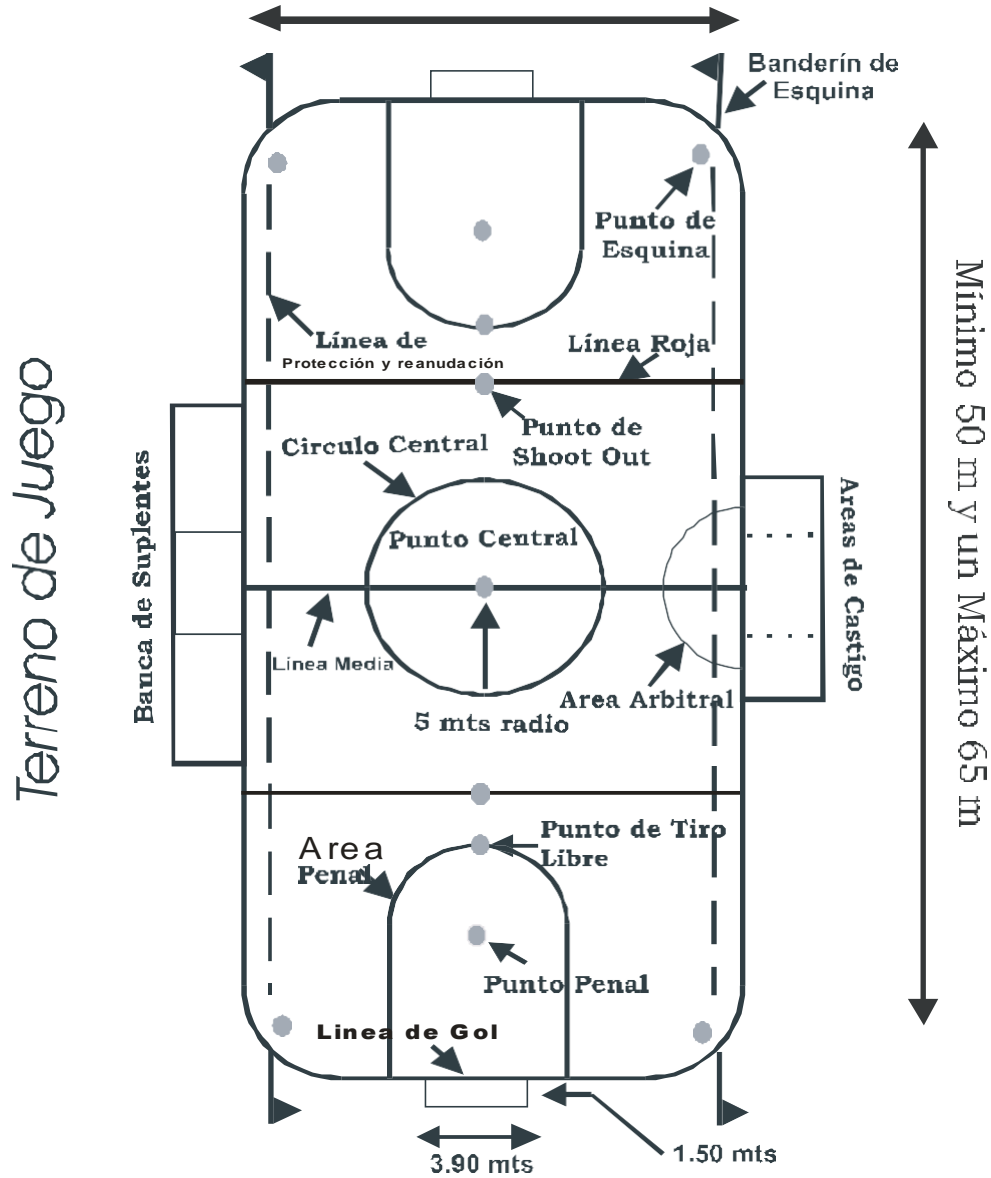 Banderín de
Esquina
Punto de
Esquina
Línea de
Protección y reanudación
Línea Roja
Punto de
Shoot Out
Circulo Central
Punto Central
Terreno de Juego
Banca de Suplentes
Areas de Castigo
Mínimo 50 m y un Máximo 65 m
Línea Media
Area Arbitral
5 mts radio
Punto de Tiro
Libre
Area
Penal
Punto Penal
Linea de Gol
3.90 mts
1.50 mts